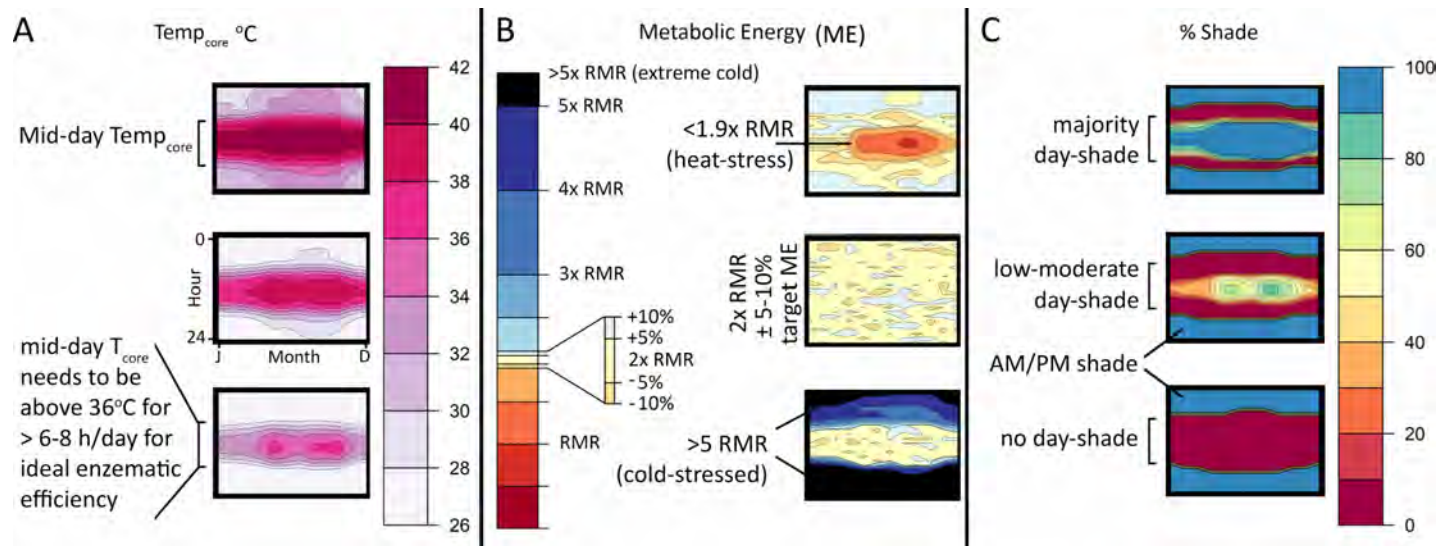 A
Temp_core °C
Mid-day Temp_core
0
Hour
24
J
Month
D
mid-day T_core
needs to be
above 36°C for
> 6-8 h/day for
ideal enzematic
efficiency
42
40
38
36
34
32
30
28
26
B
Metabolic Energy (ME)
>5x RMR (extreme cold)
5x RMR
4x RMR
3x RMR
+10%
+5%
2x RMR
-5%
-10%
RMR
<1.9x RMR
(heat-stress)
2x RMR
± 5-10%
target ME
>5 RMR
(cold-stressed)
C
% Shade
majority
day-shade
low-moderate
day-shade
AM/PM shade
no day-shade
100
80
60
40
20
0